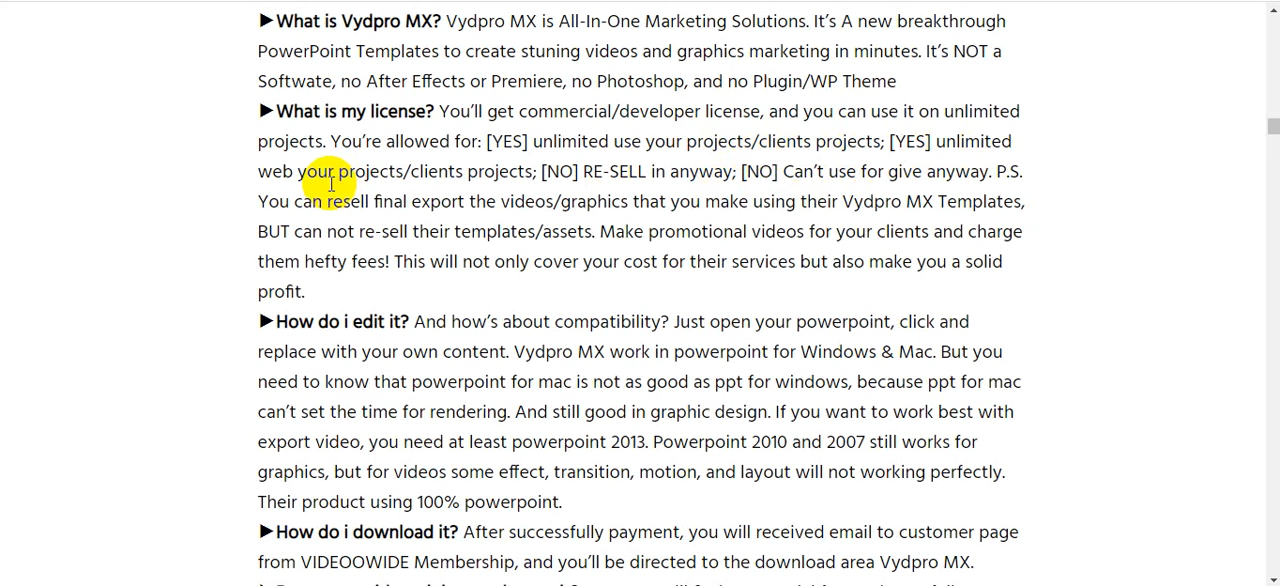 ►What is Vydpro MX? Vydpro MX is All-In-One Marketing Solutions. It’s A new breakthrough
PowerPoint Templates to create stuning videos and graphics marketing in minutes. It’s NOT a
Softwate, no After Effects or Premiere, no Photoshop, and no Plugin/WP Theme
►What is my license? You’ll get commercial/developer license, and you can use it on unlimited
projects. You’re allowed for: [YES] unlimited use your projects/clients projects; [YES] unlimited
web your projects/clients projects; [NO] RE-SELL in anyway; [NO] Can’t use for give anyway. P.S.
You can resell final export the videos/graphics that you make using their Vydpro MX Templates,
BUT can not re-sell their templates/assets. Make promotional videos for your clients and charge
them hefty fees! This will not only cover your cost for their services but also make you a solid
profit.
►How do i edit it? And how’s about compatibility? Just open your powerpoint, click and
replace with your own content. Vydpro MX work in powerpoint for Windows & Mac. But you
need to know that powerpoint for mac is not as good as ppt for windows, because ppt for mac
can’t set the time for rendering. And still good in graphic design. If you want to work best with
export video, you need at least powerpoint 2013. Powerpoint 2010 and 2007 still works for
graphics, but for videos some effect, transition, motion, and layout will not working perfectly.
Their product using 100% powerpoint.
►How do i download it? After successfully payment, you will received email to customer page
from VIDEOOWIDE Membership, and you’ll be directed to the download area Vydpro MX.